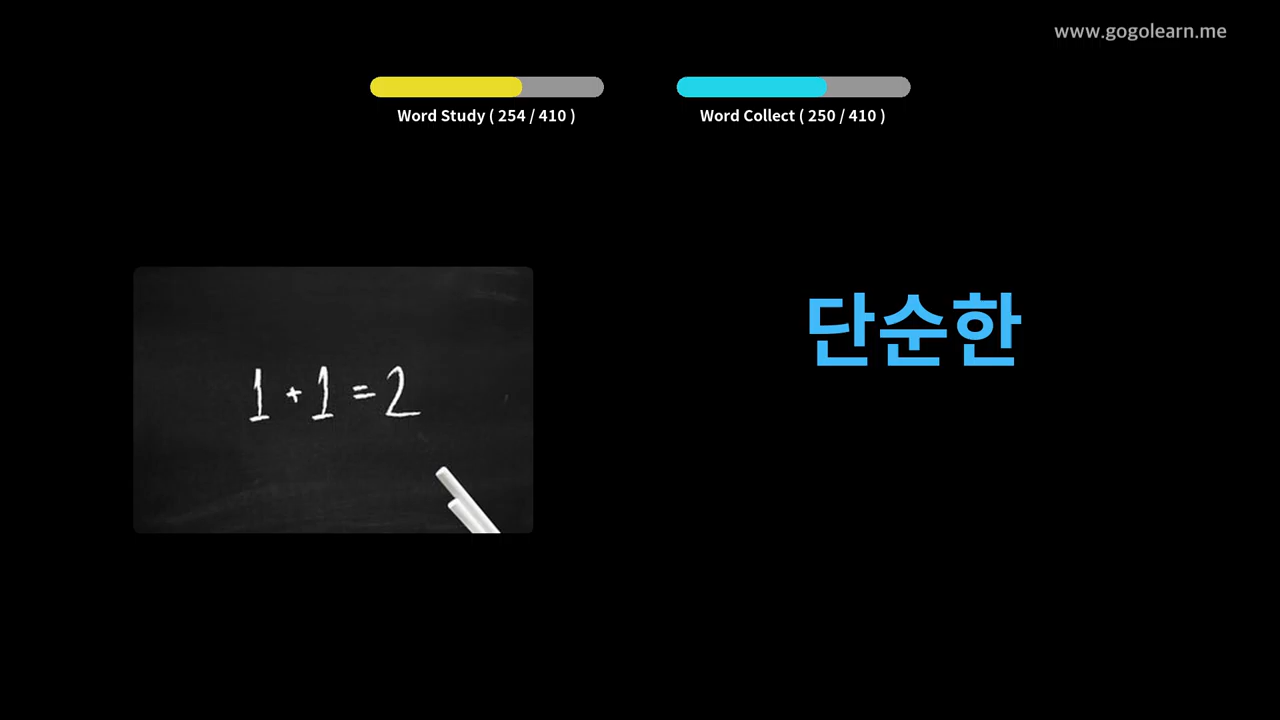 www.gogolearn.me
Word Study ( 254 / 410 )
Word Collect ( 250 / 410 )
1 + 1 = 2
단순한